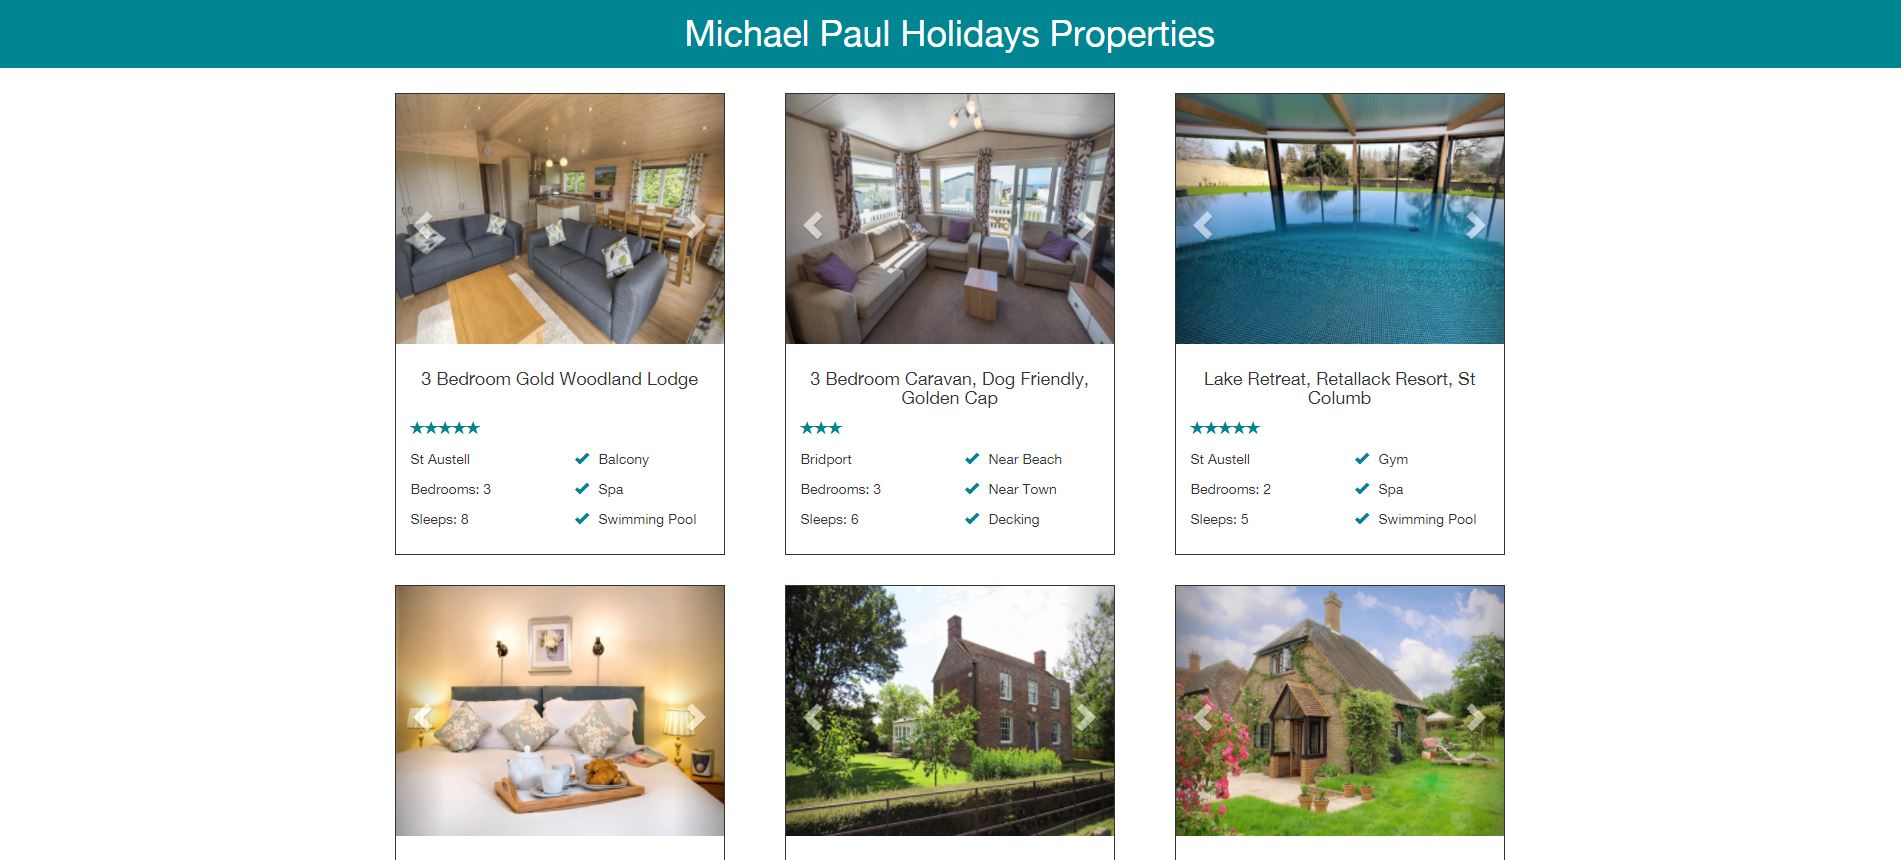 Michael Paul Holidays Properties
3 Bedroom Gold Woodland Lodge
★★★★★
St Austell
Bedrooms: 3
Sleeps: 8
✔ Balcony
✔ Spa
✔ Swimming Pool
3 Bedroom Caravan, Dog Friendly,
Golden Cap
★★★
Bridport
Bedrooms: 3
Sleeps: 6
✔ Near Beach
✔ Near Town
✔ Decking
Lake Retreat, Retallack Resort, St
Columb
★★★★★
St Austell
Bedrooms: 2
Sleeps: 5
✔ Gym
✔ Spa
✔ Swimming Pool